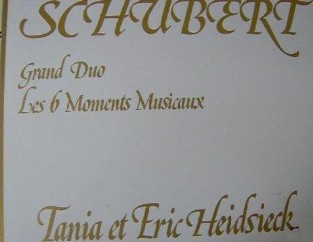 SCHUBERT
Grand Duo
Les 6 Moments Musicaux
Tania et Eric Heidsieck